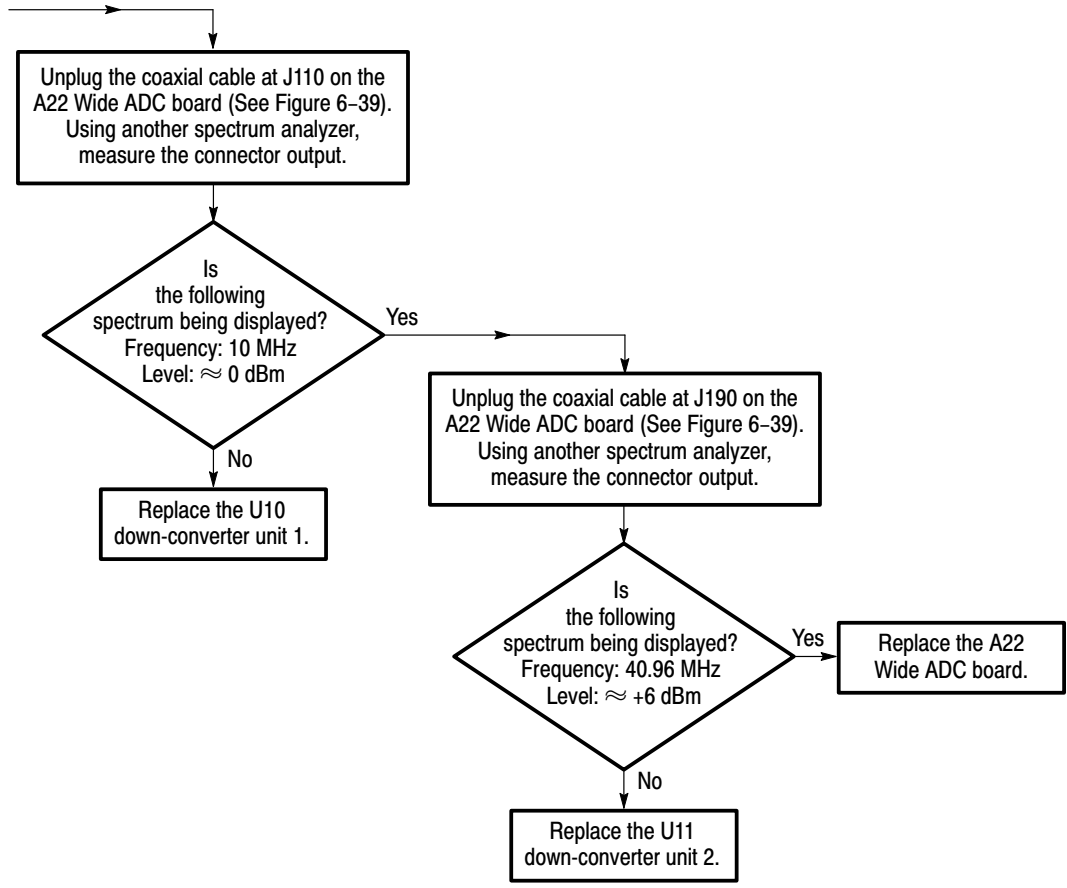 Unplug the coaxial cable at J110 on the
A22 Wide ADC board (See Figure 6–39).
Using another spectrum analyzer,
measure the connector output.
Is
the following
spectrum being displayed?
Frequency: 10 MHz
Level: ≈ 0 dBm
Yes
No
Replace the U10
down-converter unit 1.
Unplug the coaxial cable at J190 on the
A22 Wide ADC board (See Figure 6–39).
Using another spectrum analyzer,
measure the connector output.
Is
the following
spectrum being displayed?
Frequency: 40.96 MHz
Level: ≈ +6 dBm
Yes
Replace the A22
Wide ADC board.
No
Replace the U11
down-converter unit 2.